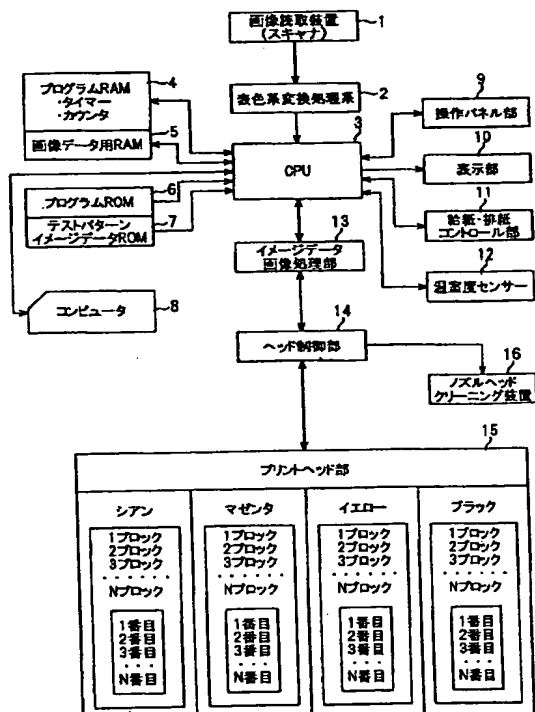 画像読取装置
(スキャナ)
1
表色系変換処理系
2
3
CPU
プログラムRAM
・タイマー
・カウンタ
4
画像データ用RAM
5
プログラムROM
6
テストパターン
イメージデータROM
7
コンピュータ
8
操作パネル部
9
表示部
10
給紙・排紙
コントロール部
11
温室度センサー
12
イメージデータ
画像処理部
13
ヘッド制御部
14
ノズルヘッド
クリーニング装置
16
15
プリントヘッド部
シアン
1ブロック
2ブロック
3ブロック
・・・・・
Nブロック
1番目
2番目
3番目
・・・
N番目
マゼンタ
1ブロック
2ブロック
3ブロック
・・・・・
Nブロック
1番目
2番目
3番目
・・・
N番目
イエロー
1ブロック
2ブロック
3ブロック
・・・・・
Nブロック
1番目
2番目
3番目
・・・
N番目
ブラック
1ブロック
2ブロック
3ブロック
・・・・・
Nブロック
1番目
2番目
3番目
・・・
N番目